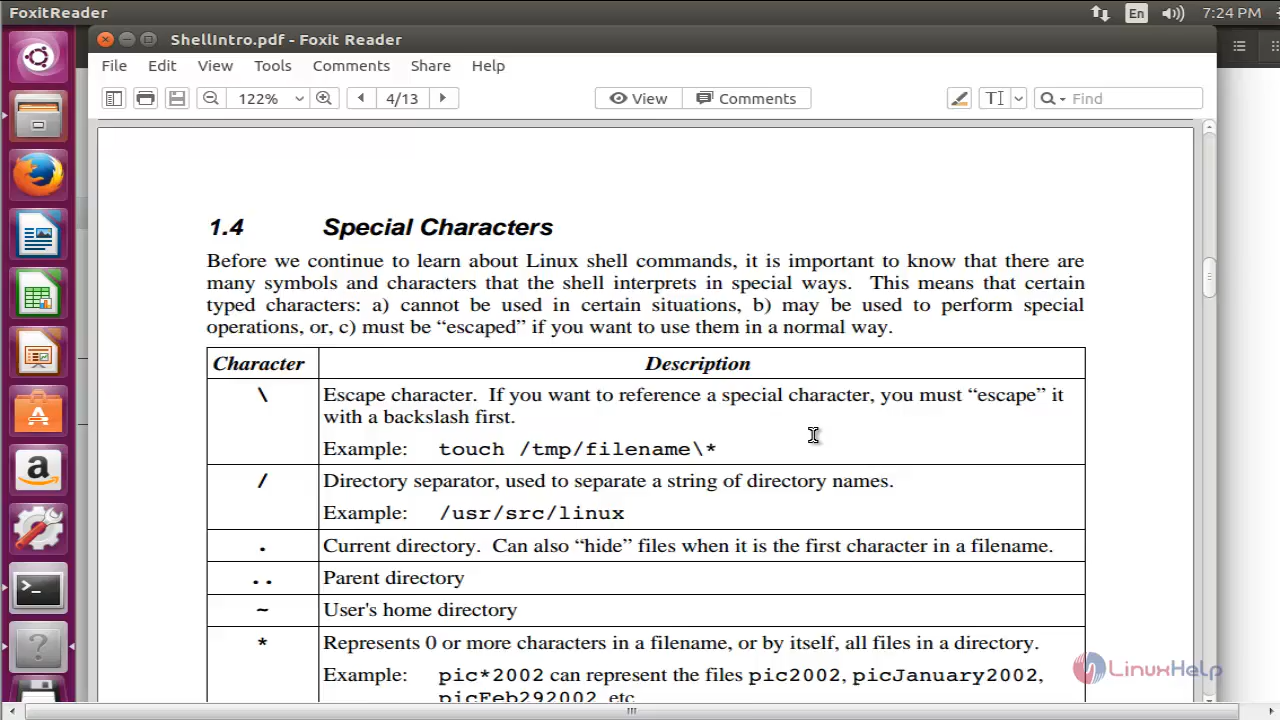 FoxitReader
En
7:24 PM
ShellIntro.pdf - Foxit Reader
File Edit View Tools Comments Share Help
122% 4/13 View Comments Find
1.4 Special Characters
Before we continue to learn about Linux shell commands, it is important to know that there are
many symbols and characters that the shell interprets in special ways. This means that certain
typed characters: a) cannot be used in certain situations, b) may be used to perform special
operations, or, c) must be “escaped” if you want to use them in a normal way.
Character Description
\ Escape character. If you want to reference a special character, you must “escape” it
with a backslash first.
Example: touch /tmp/filename\*
/ Directory separator, used to separate a string of directory names.
Example: /usr/src/linux
. Current directory. Can also “hide” files when it is the first character in a filename.
.. Parent directory
~ User's home directory
* Represents 0 or more characters in a filename, or by itself, all files in a directory.
Example: pic*2002 can represent the files pic2002, picJanuary2002,
picFeb292002, etc.
LinuxHelp